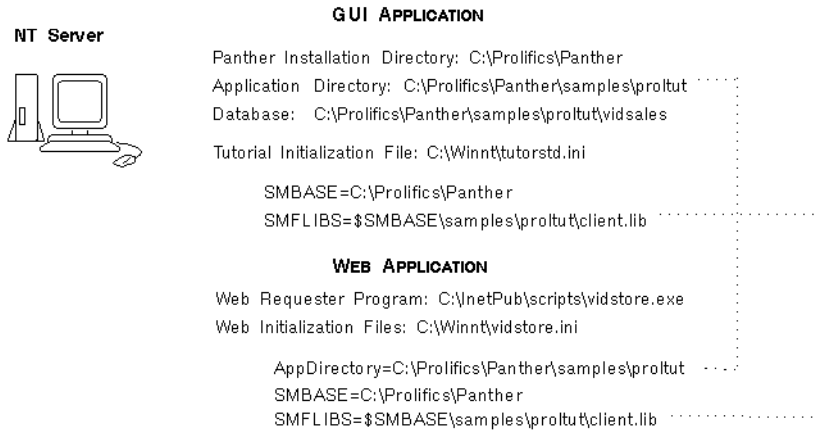 GUI APPLICATION
NT Server
Panther Installation Directory: C:\Prolifics\Panther
Application Directory: C:\Prolifics\Panther\samples\proltut
Database: C:\Prolifics\Panther\samples\proltut\vidsales
Tutorial Initialization File: C:\Winnt\tutorstd.ini
SMBASE=C:\Prolifics\Panther
SMFLIBS=$SMBASE\samples\proltut\client.lib
WEB APPLICATION
Web Requester Program: C:\InetPub\scripts\vidstore.exe
Web Initialization Files: C:\Winnt\vidstore.ini
AppDirectory=C:\Prolifics\Panther\samples\proltut
SMBASE=C:\Prolifics\Panther
SMFLIBS=$SMBASE\samples\proltut\client.lib